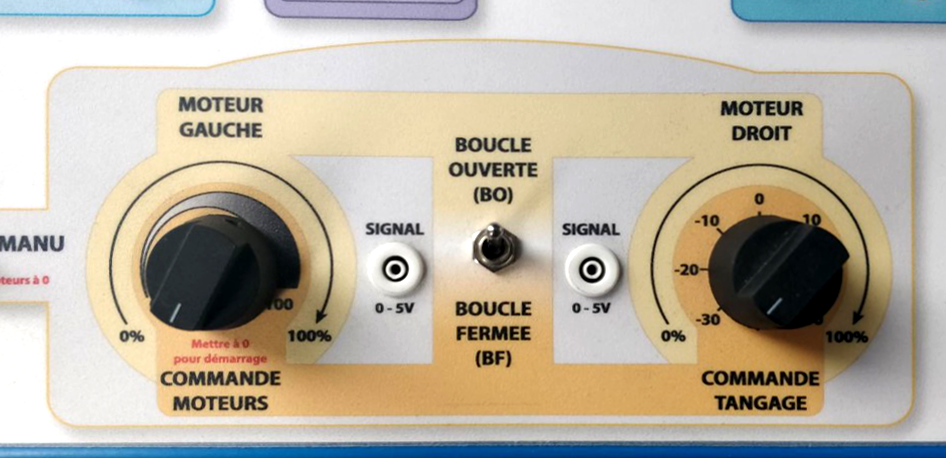 MOTEUR
GAUCHE
MOTEUR
DROIT
BOUCLE
OUVERTE
(BO)
SIGNAL
SIGNAL
0
-10
10
-20
-30
MANU
teurs à 0
0 - 5V
0 - 5V
100
0%
100%
0%
100%
Mettre à 0
pour démarrage
BOUCLE
FERMEE
(BF)
COMMANDE
MOTEURS
COMMANDE
TANGAGE